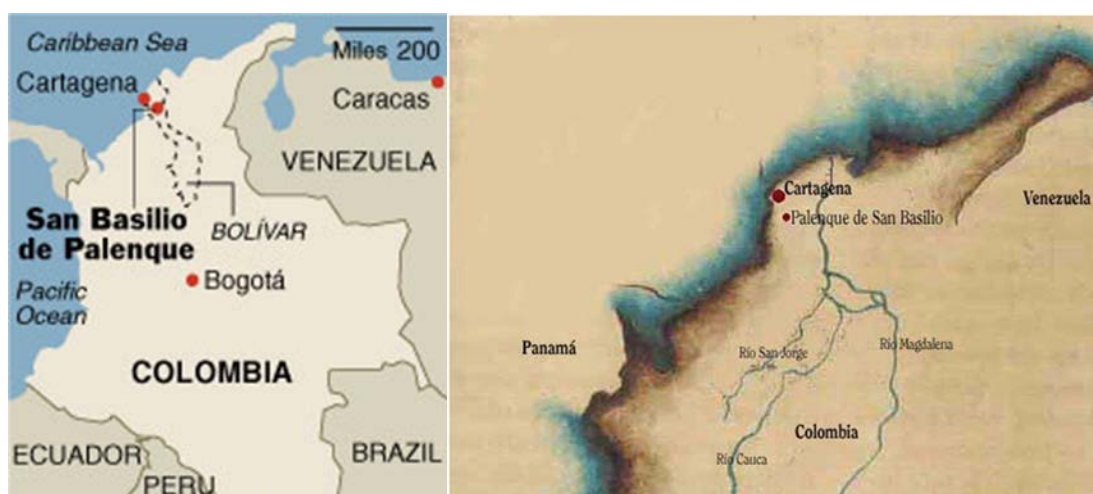 Caribbean Sea
Miles 200
Cartagena
Caracas
VENEZUELA
San Basilio
de Palenque
BOLÍVAR
Bogotá
Pacific
Ocean
COLOMBIA
ECUADOR
PERU
BRAZIL
Cartagena
Venezuela
Palenque de San Basilio
Panamá
Río San Jorge
Río Magdalena
Colombia
Río Cauca